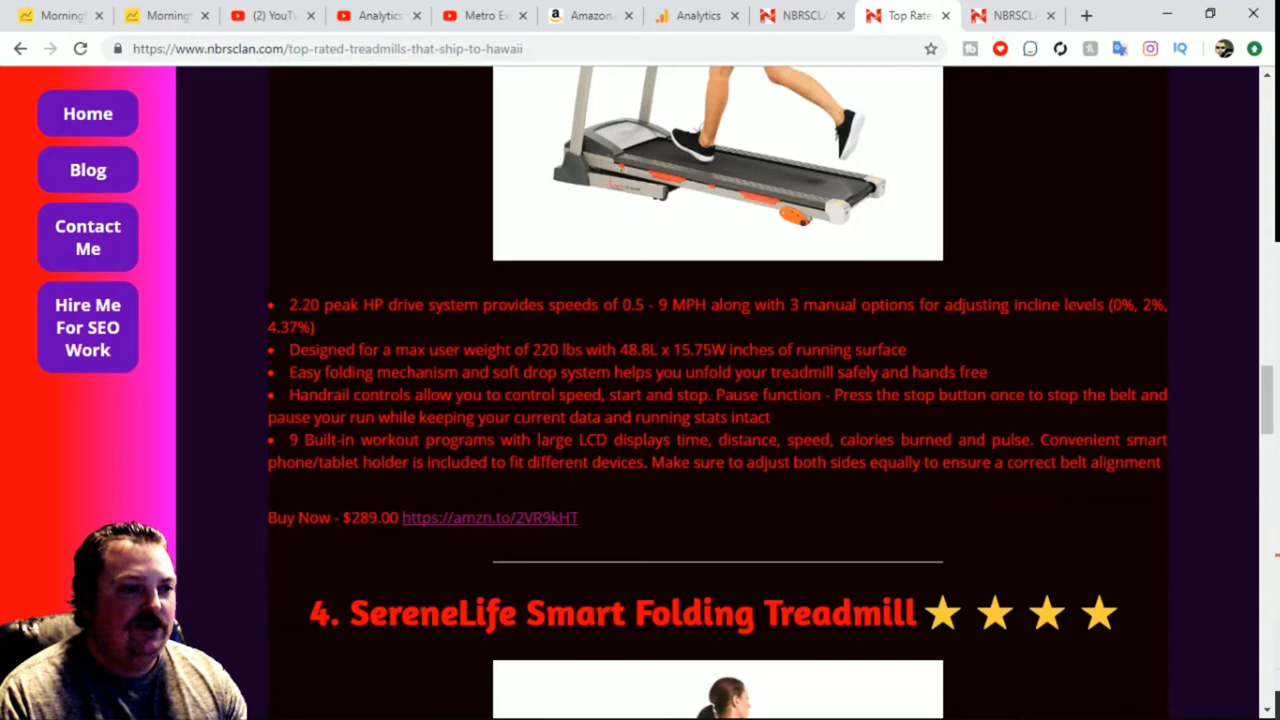 Morning
Morning
(2) YouTu
Analytics
Metro Ex
Amazon.
Analytics
NBRSCLA
Top Rate
NBRSCL
https://www.nbrsclan.com/top-rated-treadmills-that-ship-to-hawaii
Home
Blog
Contact
Me
Hire Me
For SEO
Work
• 2.20 peak HP drive system provides speeds of 0.5 - 9 MPH along with 3 manual options for adjusting incline levels (0%, 2%,
4.37%)
• Designed for a max user weight of 220 lbs with 48.8L x 15.75W inches of running surface
• Easy folding mechanism and soft drop system helps you unfold your treadmill safely and hands free
• Handrail controls allow you to control speed, start and stop. Pause function - Press the stop button once to stop the belt and
pause your run while keeping your current data and running stats intact
• 9 Built-in workout programs with large LCD displays time, distance, speed, calories burned and pulse. Convenient smart
phone/tablet holder is included to fit different devices. Make sure to adjust both sides equally to ensure a correct belt alignment
Buy Now - $289.00 https://amzn.to/2VR9kHT
4. SereneLife Smart Folding Treadmill